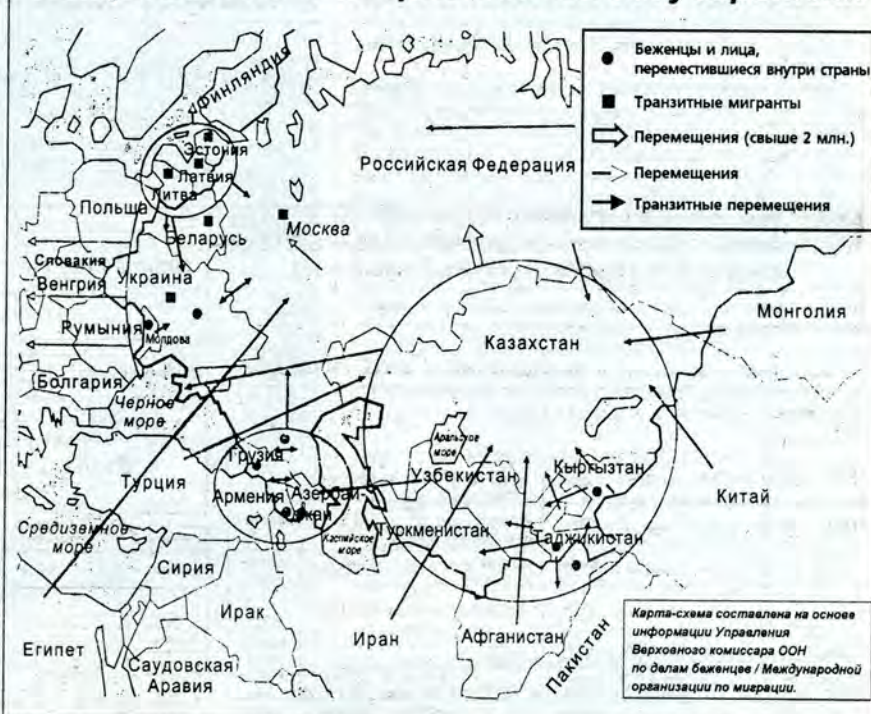 Беженцы и лица,
переместившиеся внутри страны
Транзитные мигранты
Перемещения (свыше 2 млн.)
Перемещения
Транзитные перемещения
Финляндия
Эстония
Латвия
Литва
Российская Федерация
Польша
Беларусь
Москва
Словакия
Украина
Венгрия
Монголия
Румыния
Молдова
Казахстан
Болгария
Черное
море
Аральское
море
Грузия
Кыргызтан
Узбекистан
Турция
Армения
Азербай-
джан
Китай
Средиземное
море
Каспийское
море
Туркменистан
Таджикистан
Сирия
Ирак
Иран
Афганистан
Пакистан
Египет
Саудовская
Аравия
Карта-схема составлена на основе
информации Управления
Верховного комиссара ООН
по делам беженцев / Международной
организации по миграции.